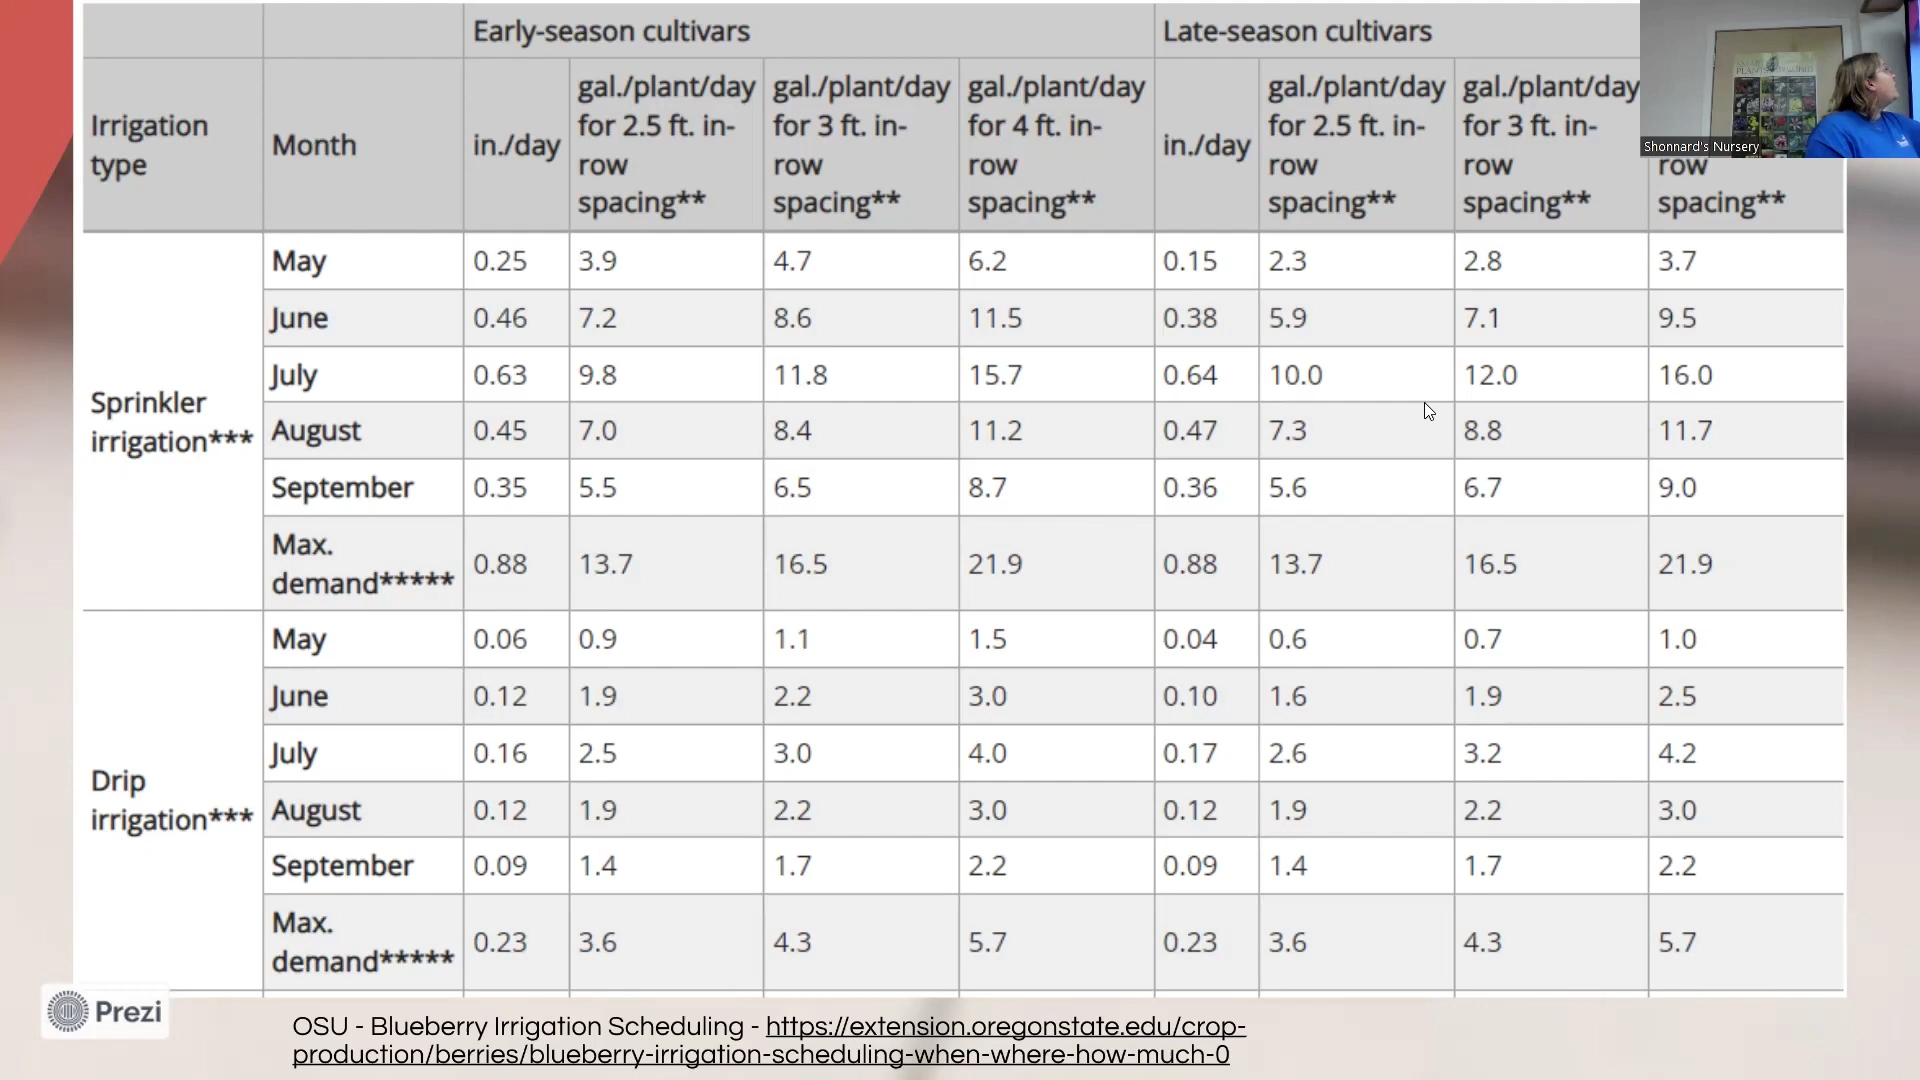 Early-season cultivars Late-season cultivars
Irrigation type Month in./day gal./plant/day for 2.5 ft. in-row spacing** gal./plant/day for 3 ft. in-row spacing** gal./plant/day for 4 ft. in-row spacing** in./day gal./plant/day for 2.5 ft. in-row spacing** gal./plant/day for 3 ft. in-row spacing** row spacing**
Sprinkler irrigation***
May 0.25 3.9 4.7 6.2 0.15 2.3 2.8 3.7
June 0.46 7.2 8.6 11.5 0.38 5.9 7.1 9.5
July 0.63 9.8 11.8 15.7 0.64 10.0 12.0 16.0
August 0.45 7.0 8.4 11.2 0.47 7.3 8.8 11.7
September 0.35 5.5 6.5 8.7 0.36 5.6 6.7 9.0
Max. demand***** 0.88 13.7 16.5 21.9 0.88 13.7 16.5 21.9
Drip irrigation***
May 0.06 0.9 1.1 1.5 0.04 0.6 0.7 1.0
June 0.12 1.9 2.2 3.0 0.10 1.6 1.9 2.5
July 0.16 2.5 3.0 4.0 0.17 2.6 3.2 4.2
August 0.12 1.9 2.2 3.0 0.12 1.9 2.2 3.0
September 0.09 1.4 1.7 2.2 0.09 1.4 1.7 2.2
Max. demand***** 0.23 3.6 4.3 5.7 0.23 3.6 4.3 5.7
Shonnard's Nursery
Prezi
OSU - Blueberry Irrigation Scheduling - https://extension.oregonstate.edu/crop-
production/berries/blueberry-irrigation-scheduling-when-where-how-much-0